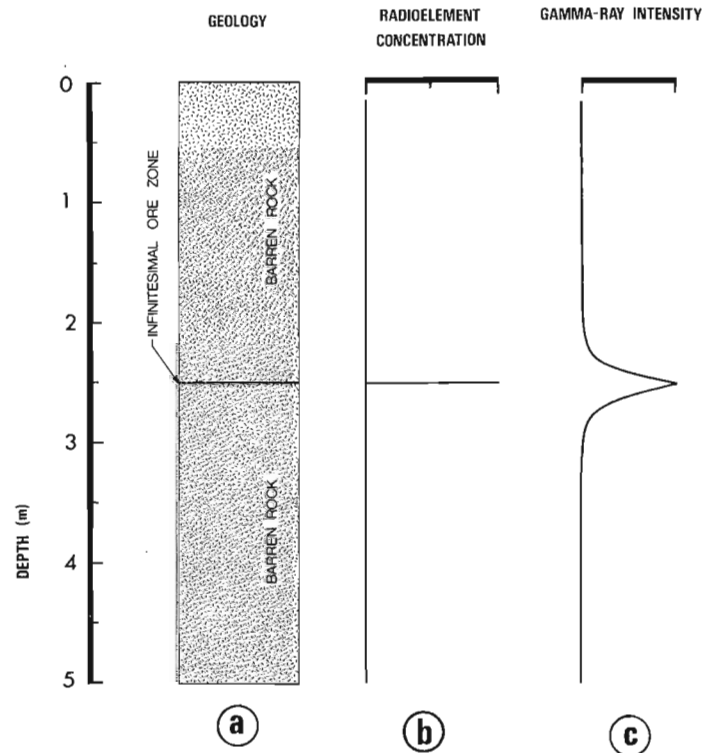 GEOLOGY
RADIOELEMENT
CONCENTRATION
GAMMA-RAY INTENSITY
DEPTH (m)
0
1
2
3
4
5
INFINITESIMAL ORE ZONE
BARREN ROCK
BARREN ROCK
a
b
c